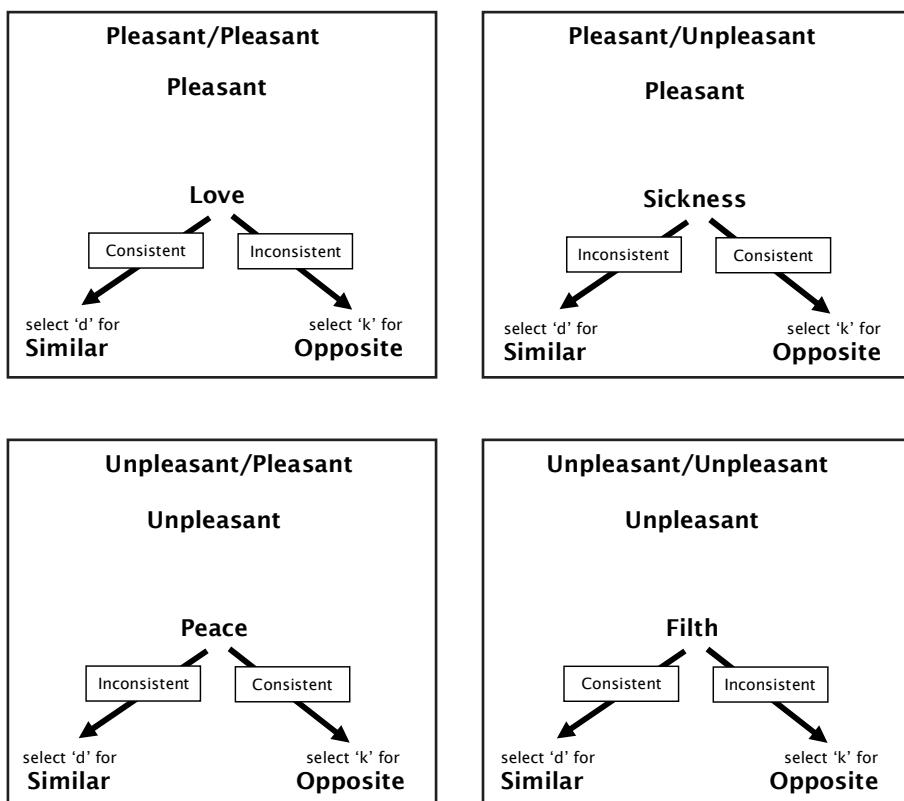 Pleasant/Pleasant
Pleasant
Love
Consistent
Inconsistent
select ‘d’ for
Similar
select ‘k’ for
Opposite
Pleasant/Unpleasant
Pleasant
Sickness
Inconsistent
Consistent
select ‘d’ for
Similar
select ‘k’ for
Opposite
Unpleasant/Pleasant
Unpleasant
Peace
Inconsistent
Consistent
select ‘d’ for
Similar
select ‘k’ for
Opposite
Unpleasant/Unpleasant
Unpleasant
Filth
Consistent
Inconsistent
select ‘d’ for
Similar
select ‘k’ for
Opposite